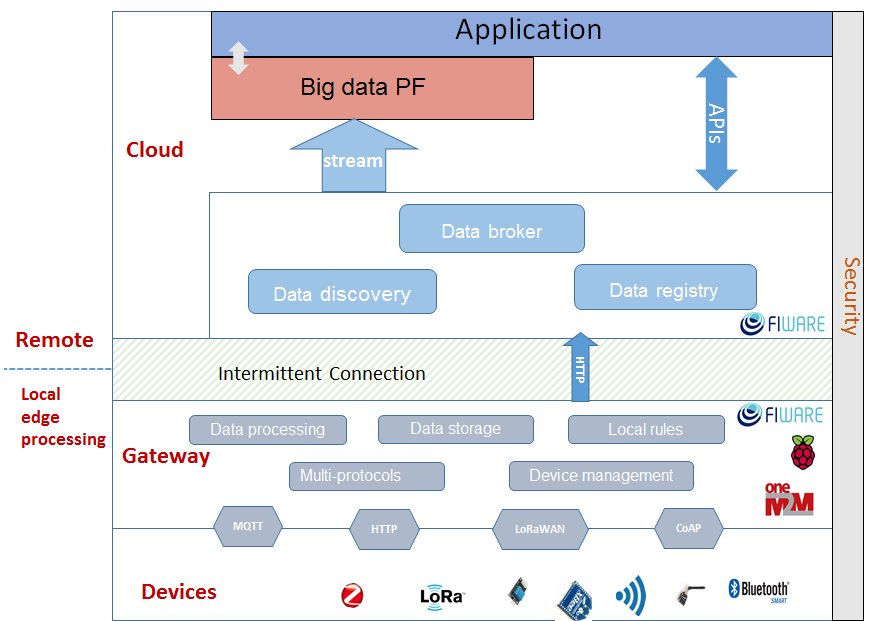 Application
Big data PF
APIs
Cloud
stream
Data broker
Data discovery
Data registry
Security
FIWARE
Remote
Intermittent Connection
HTTP
Local
edge
processing
FIWARE
Data processing
Data storage
Local rules
Gateway
Multi-protocols
Device management
one
M2M
MQTT
HTTP
LoRaWAN
CoAP
Devices
LoRa
Bluetooth
SMART